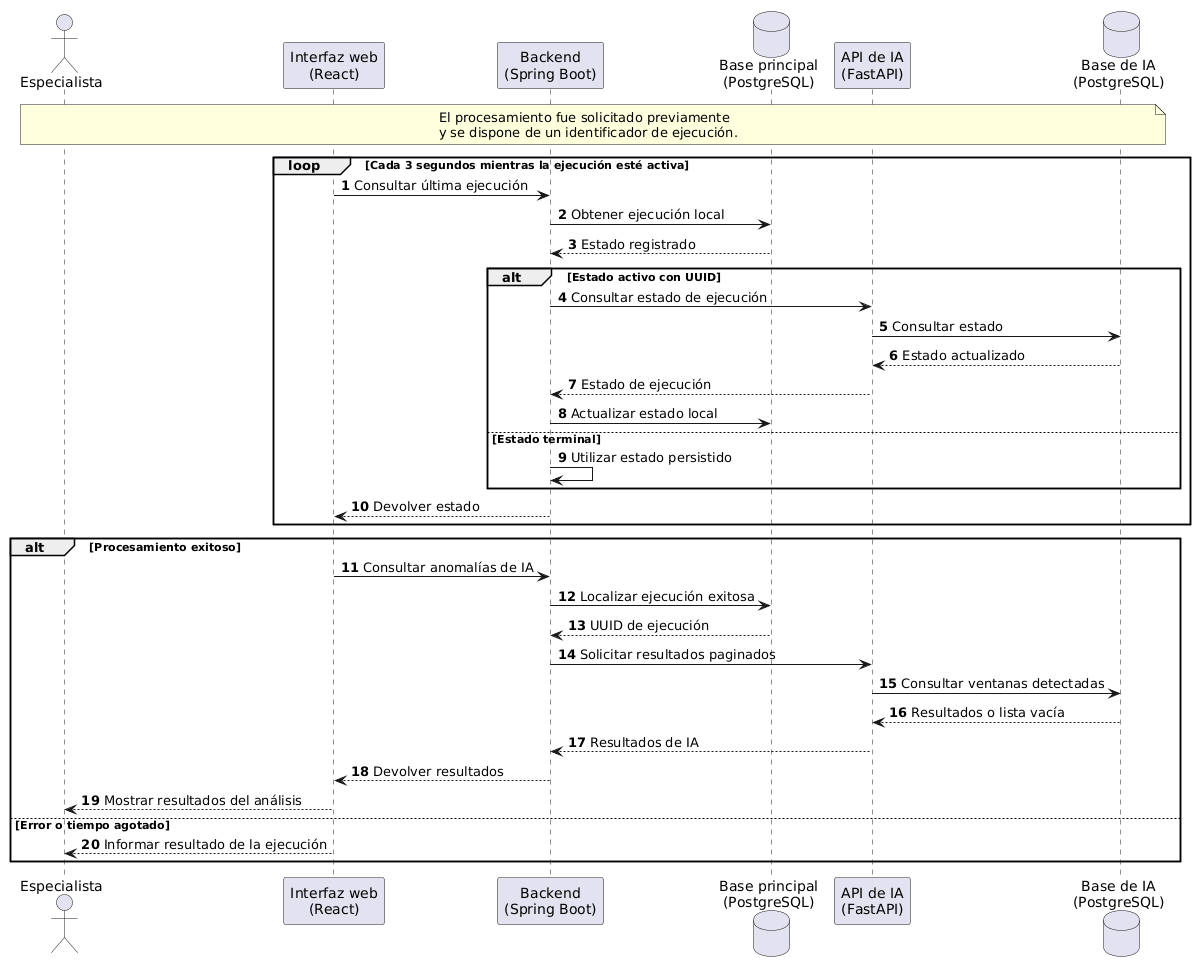 Especialista
Interfaz web
(React)
Backend
(Spring Boot)
Base principal
(PostgreSQL)
API de IA
(FastAPI)
Base de IA
(PostgreSQL)
El procesamiento fue solicitado previamente
y se dispone de un identificador de ejecución.
loop [Cada 3 segundos mientras la ejecución esté activa]
1 Consultar última ejecución
2 Obtener ejecución local
3 Estado registrado
alt [Estado activo con UUID]
4 Consultar estado de ejecución
5 Consultar estado
6 Estado actualizado
7 Estado de ejecución
8 Actualizar estado local
[Estado terminal]
9 Utilizar estado persistido
10 Devolver estado
alt [Procesamiento exitoso]
11 Consultar anomalías de IA
12 Localizar ejecución exitosa
13 UUID de ejecución
14 Solicitar resultados paginados
15 Consultar ventanas detectadas
16 Resultados o lista vacía
17 Resultados de IA
18 Devolver resultados
19 Mostrar resultados del análisis
[Error o tiempo agotado]
20 Informar resultado de la ejecución
Especialista
Interfaz web
(React)
Backend
(Spring Boot)
Base principal
(PostgreSQL)
API de IA
(FastAPI)
Base de IA
(PostgreSQL)